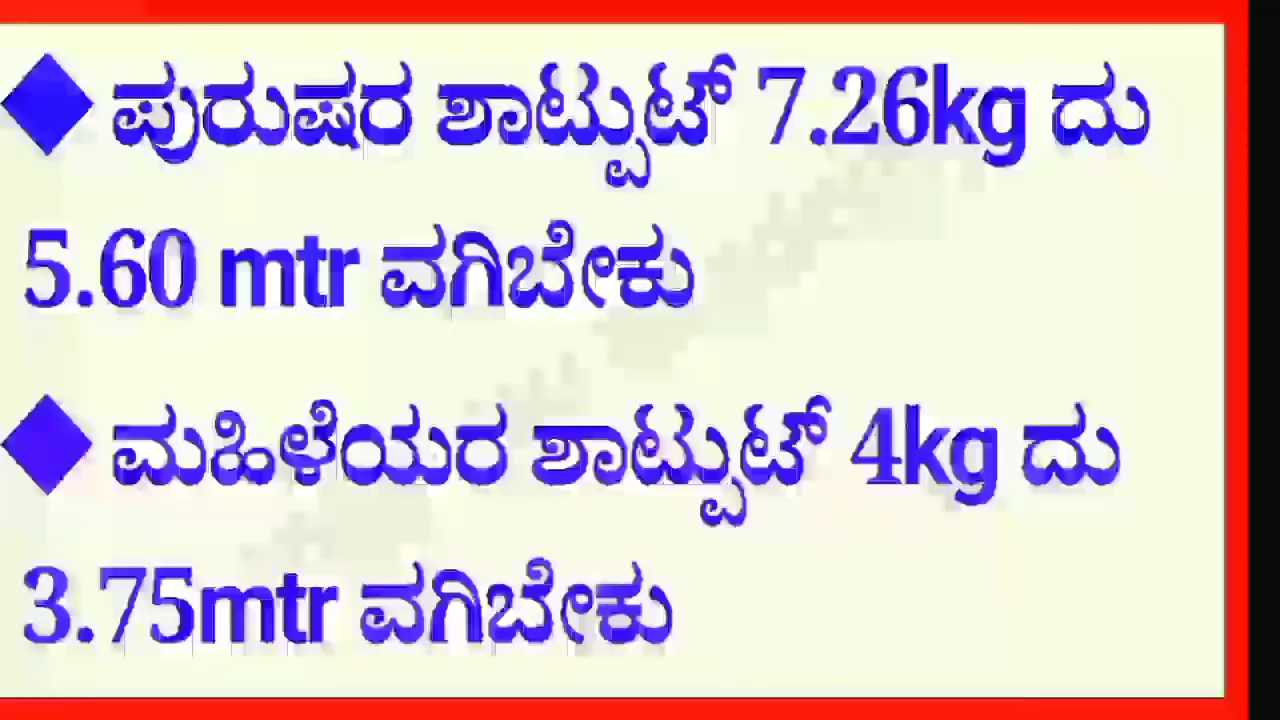 ◆ ಪುರುಷರ ಶಾಟ್ಪುಟ್ 7.26kg ದು
5.60 mtr ವಗಿಬೇಕು
◆ ಮಹಿಳೆಯರ ಶಾಟ್ಪುಟ್ 4kg ದು
3.75mtr ವಗಿಬೇಕು